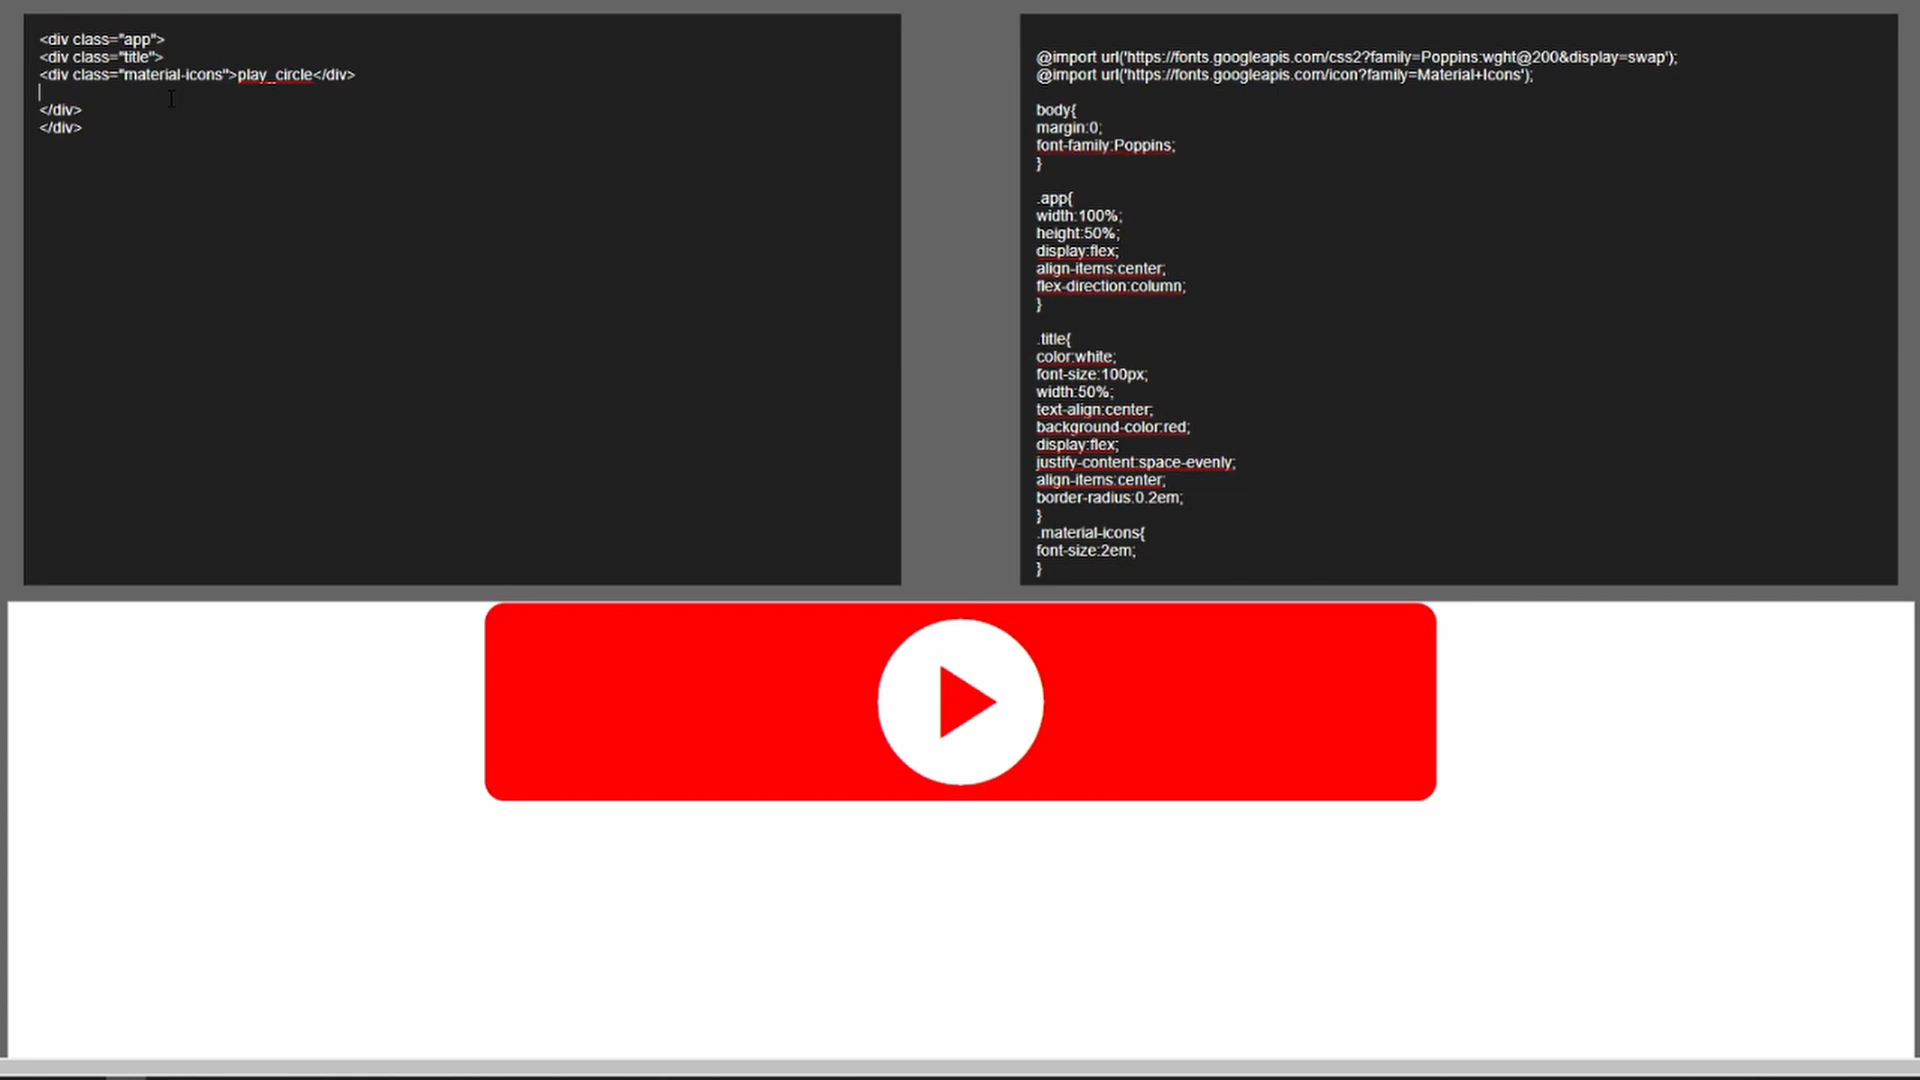 <div class="app">
<div class="title">
<div class="material-icons">play_circle</div>
</div>
</div>
@import url('https://fonts.googleapis.com/css2?family=Poppins:wght@200&display=swap');
@import url('https://fonts.googleapis.com/icon?family=Material+Icons');
body{
margin:0;
font-family:Poppins;
}
.app{
width:100%;
height:50%;
display:flex;
align-items:center;
flex-direction:column;
}
.title{
color:white;
font-size:100px;
width:50%;
text-align:center;
background-color:red;
display:flex;
justify-content:space-evenly;
align-items:center;
border-radius:0.2em;
}
.material-icons{
font-size:2em;
}